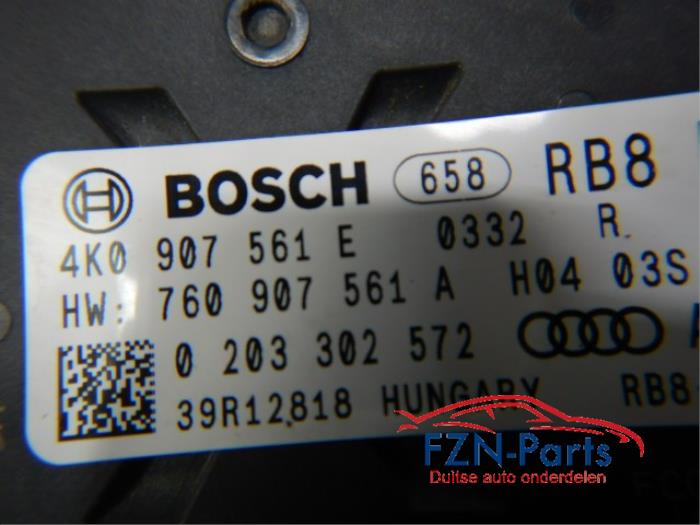 BOSCH 658 RB8
4K0 907 561 E 0332 R
HW: 760 907 561 A H04 03S
0 203 302 572
39R12818 HUNGARY RB8
FZN-Parts
Duitse auto onderdelen